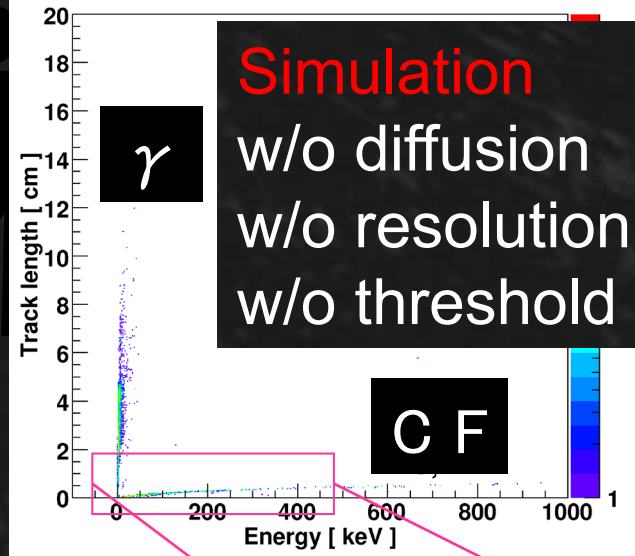 20
18
16
14
12
10
8
6
4
2
0
Track length [ cm ]
γ
Simulation
w/o diffusion
w/o resolution
w/o threshold
C F
0 200 400 600 800 1000
1
Energy [ keV ]